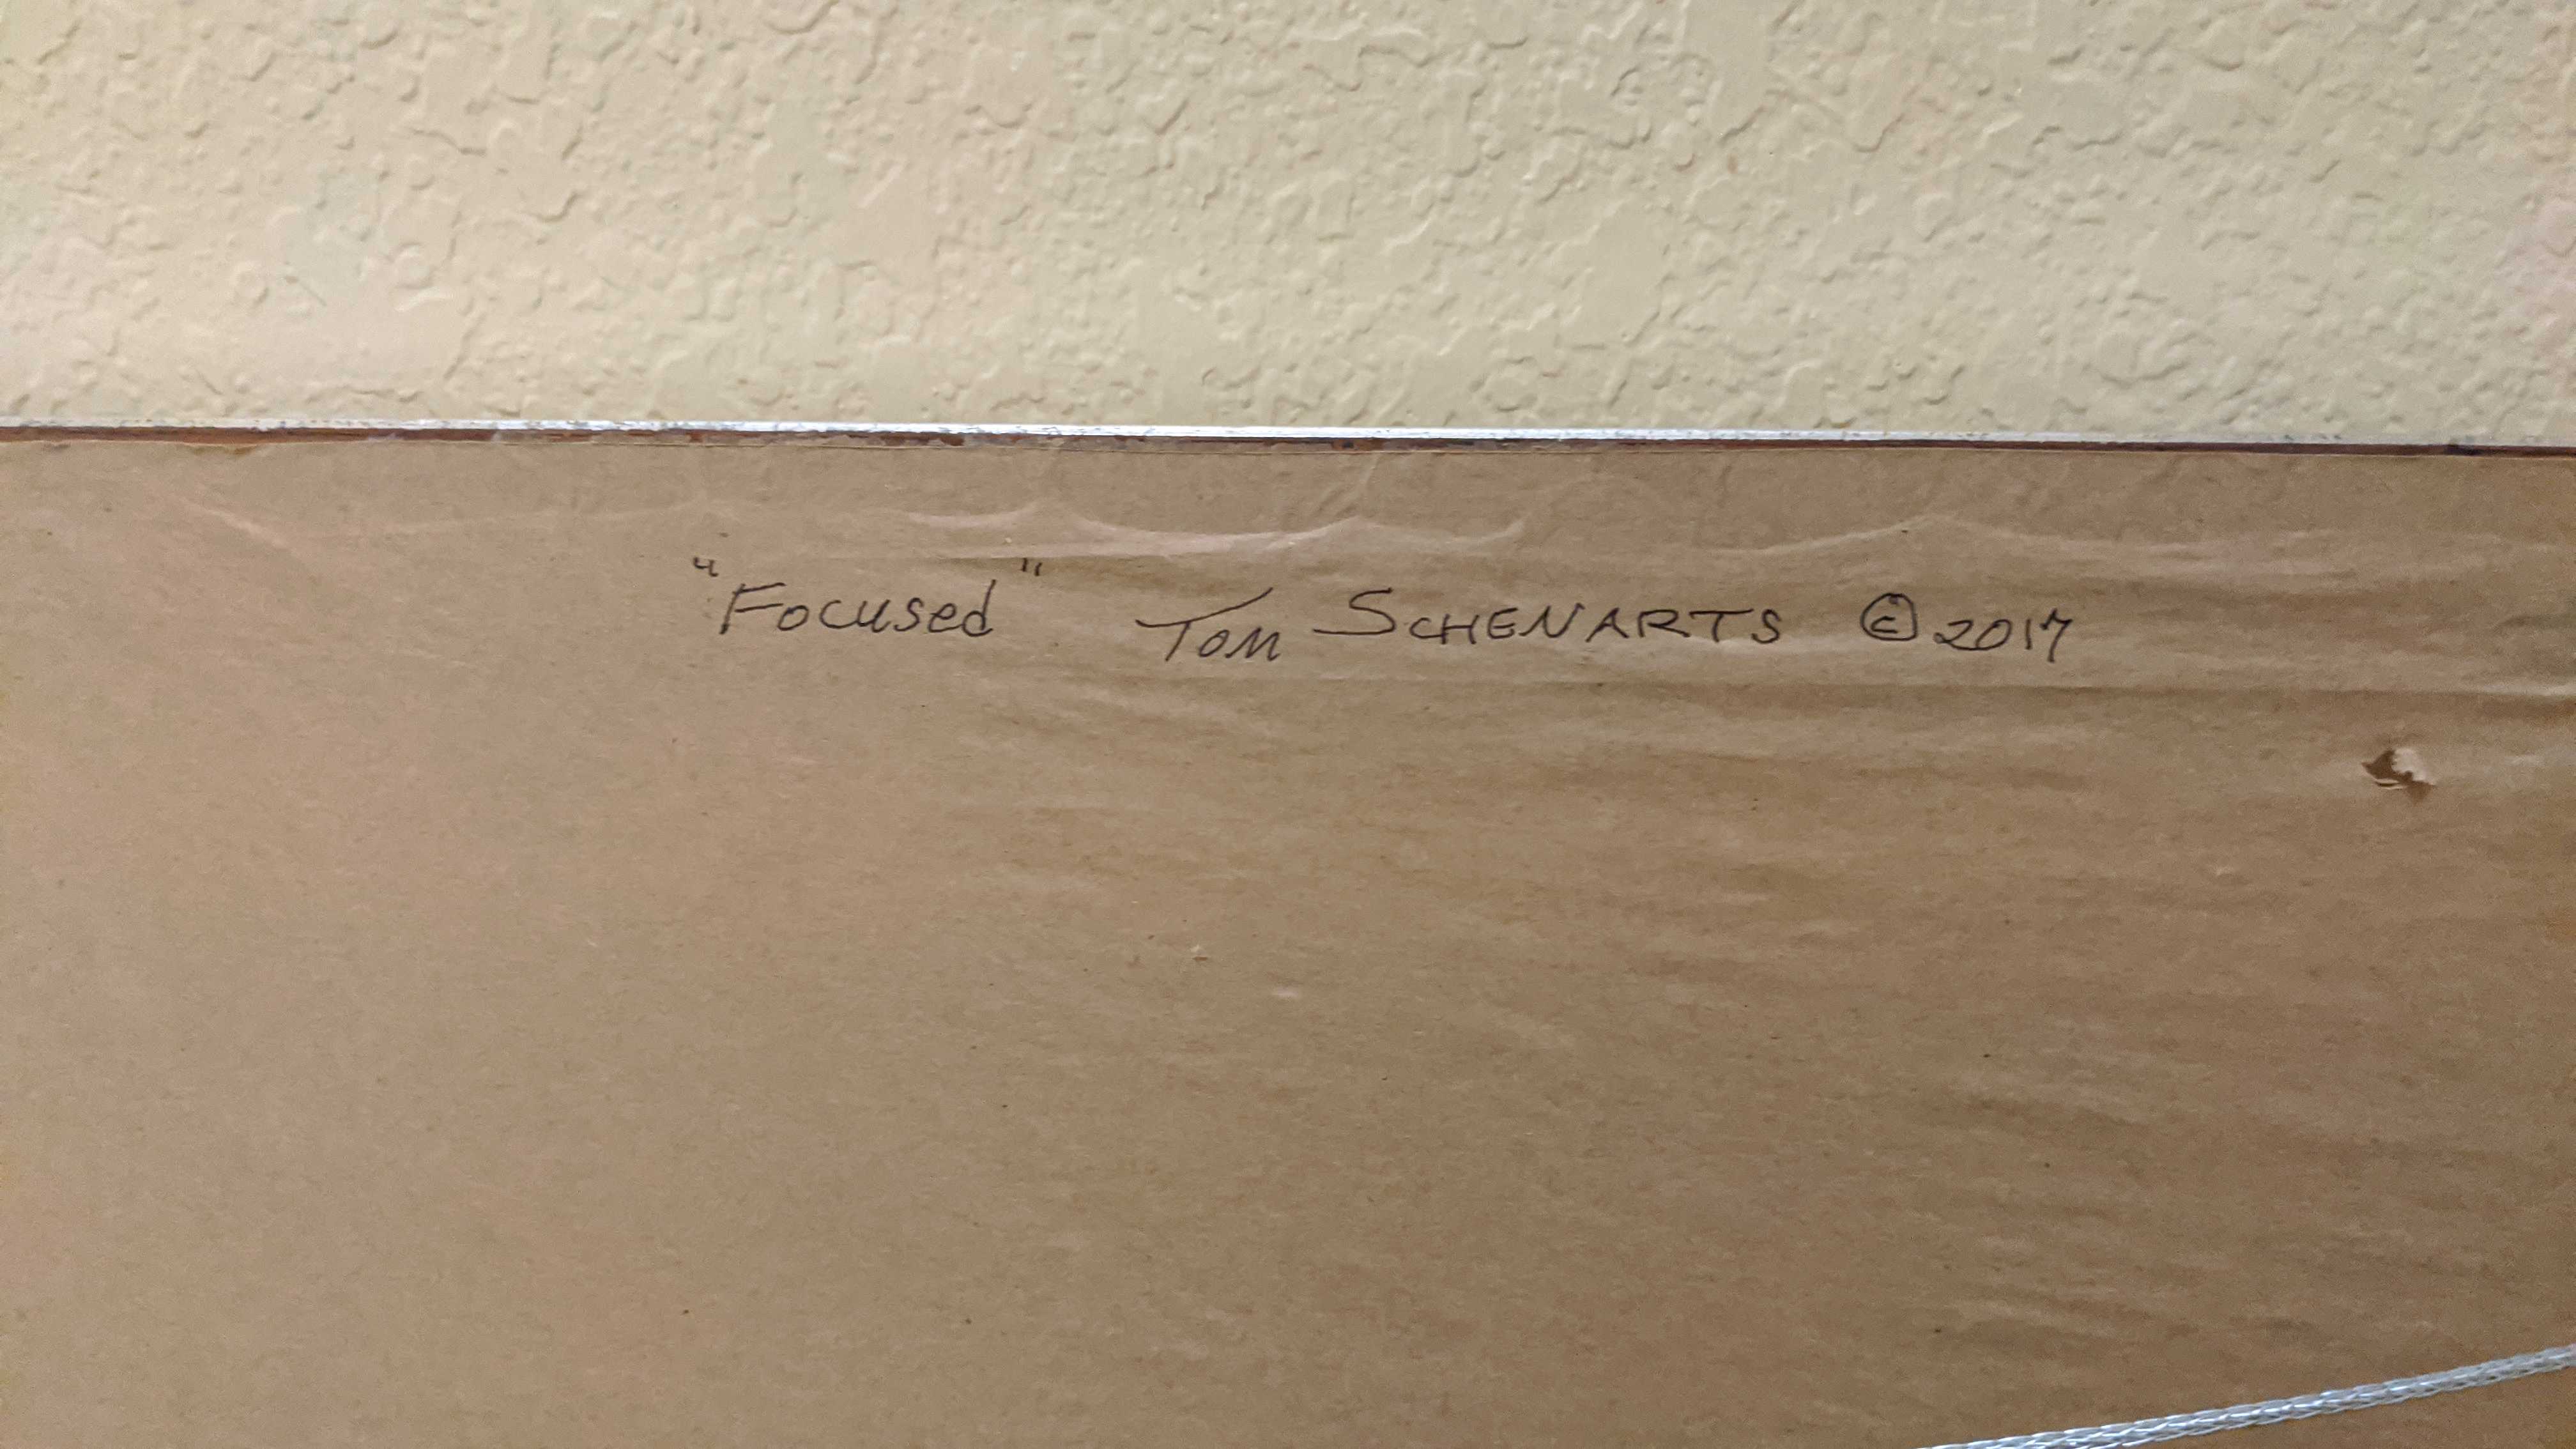 "Focused" Tom SCHENARTS © 2017